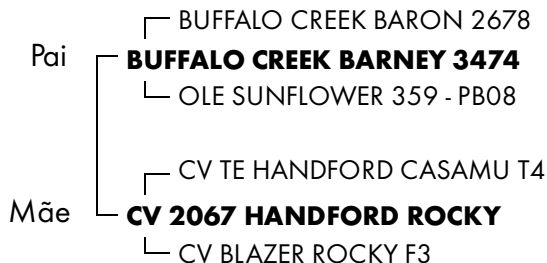 BUFFALO CREEK BARON 2678
Pai BUFFALO CREEK BARNEY 3474
OLE SUNFLOWER 359 - PB08
CV TE HANDFORD CASAMU T4
Mãe CV 2067 HANDFORD ROCKY
CV BLAZER ROCKY F3